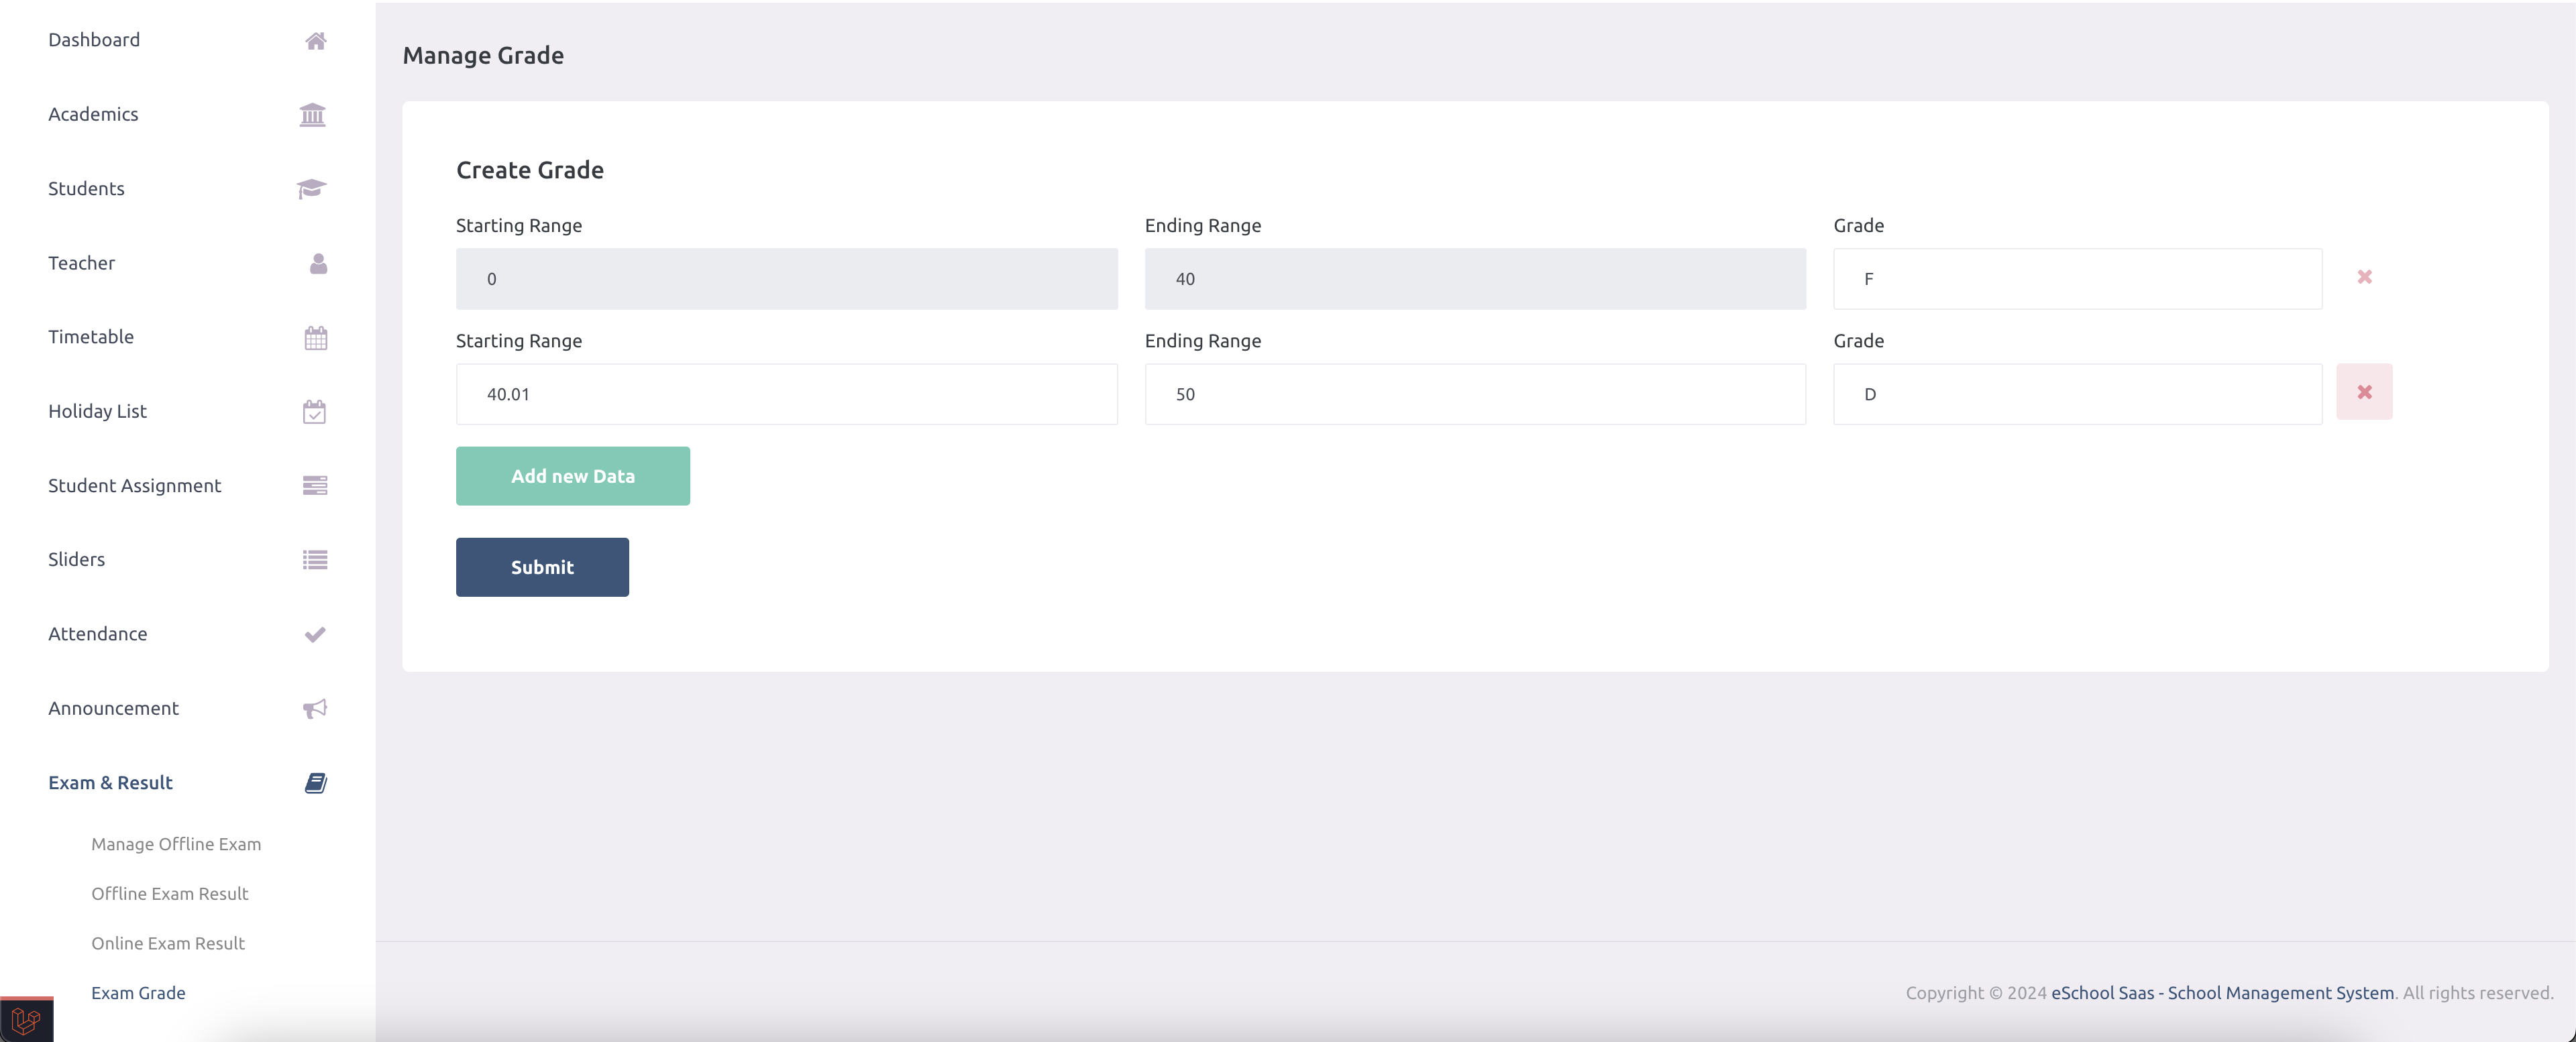 Dashboard
Academics
Students
Teacher
Timetable
Holiday List
Student Assignment
Sliders
Attendance
Announcement
Exam & Result
Manage Offline Exam
Offline Exam Result
Online Exam Result
Exam Grade
Manage Grade
Create Grade
Starting Range Ending Range Grade
0 40 F
Starting Range Ending Range Grade
40.01 50 D
Add new Data
Submit
Copyright © 2024 eSchool Saas - School Management System. All rights reserved.